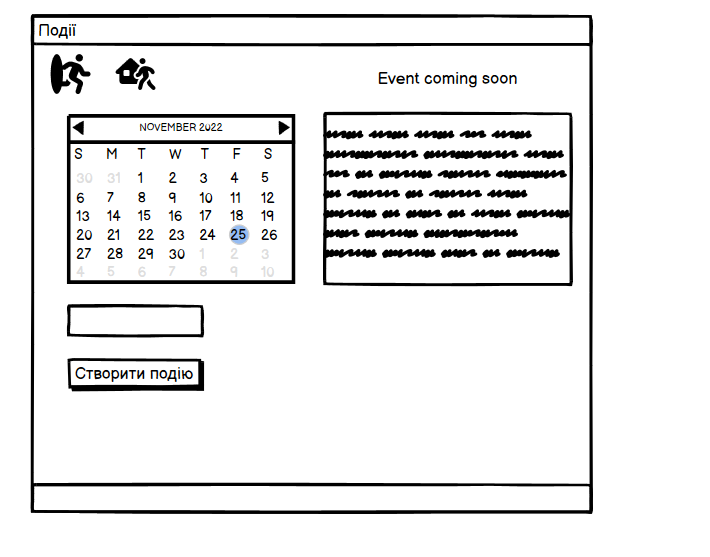 Події
Event coming soon
NOVEMBER 2022
S M T W T F S
30 31 1 2 3 4 5
6 7 8 9 10 11 12
13 14 15 16 17 18 19
20 21 22 23 24 25 26
27 28 29 30 1 2 3
4 5 6 7 8 9 10
Створити подію